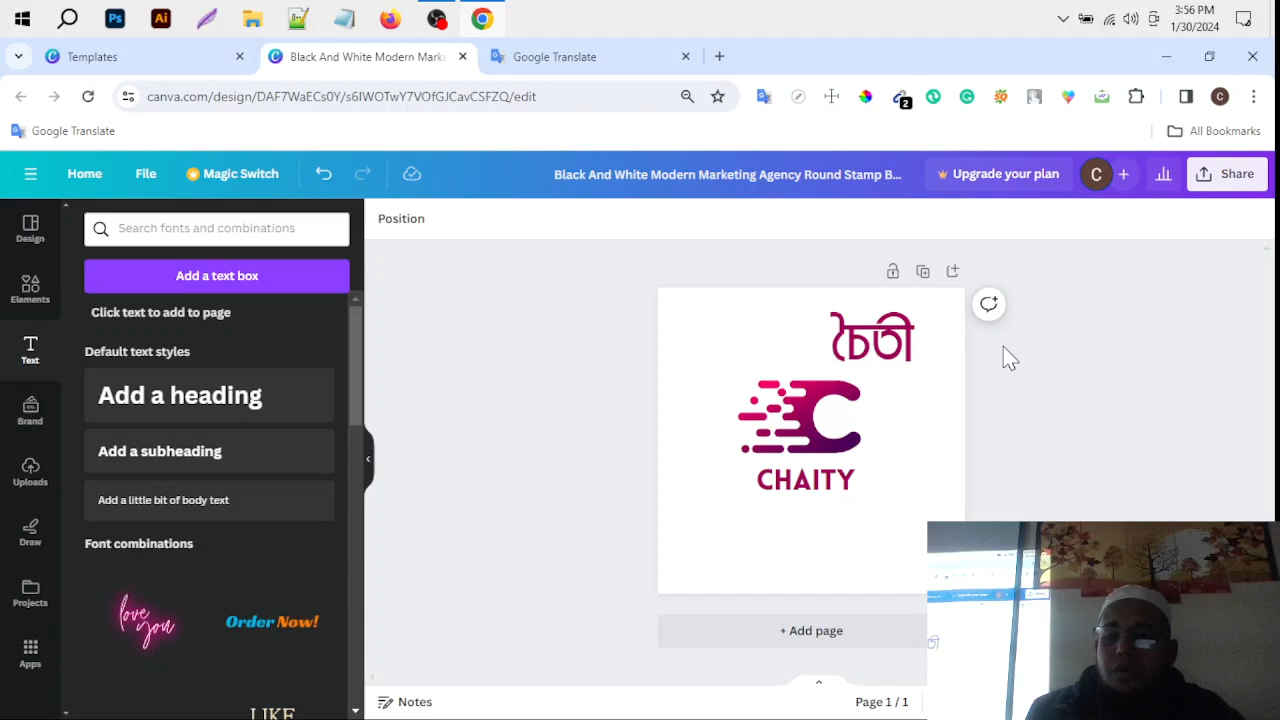 3:56 PM
1/30/2024
Ps
Ai
Templates
Black And White Modern Marke
Google Translate
canva.com/design/DAF7WaECs0Y/s6IWOTwY7VOfGJCavCSFZQ/edit
2
C
Google Translate
All Bookmarks
Home
File
Magic Switch
Black And White Modern Marketing Agency Round Stamp B...
Upgrade your plan
C
Share
Design
Search fonts and combinations
Position
Add a text box
Elements
Click text to add to page
Text
Default text styles
Add a heading
Brand
Add a subheading
Uploads
Add a little bit of body text
Draw
Font combinations
Projects
love you
Order Now!
Apps
LIKE
চৈতী
C
CHAITY
+ Add page
Notes
Page 1 / 1